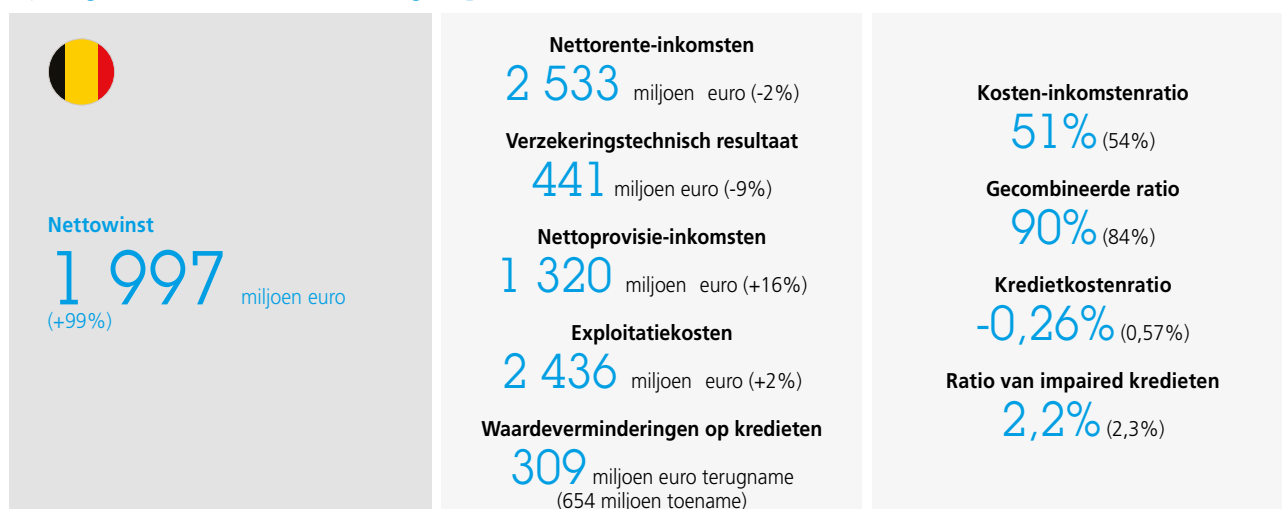 Nettowinst
1 997 miljoen euro
(+99%)
Nettorente-inkomsten
2 533 miljoen euro (-2%)
Verzekeringstechnisch resultaat
441 miljoen euro (-9%)
Nettoprovisie-inkomsten
1 320 miljoen euro (+16%)
Exploitatiekosten
2 436 miljoen euro (+2%)
Waardeverminderingen op kredieten
309 miljoen euro terugname
(654 miljoen toename)
Kosten-inkomstenratio
51% (54%)
Gecombineerde ratio
90% (84%)
Kredietkostenratio
-0,26% (0,57%)
Ratio van impaired kredieten
2,2% (2,3%)